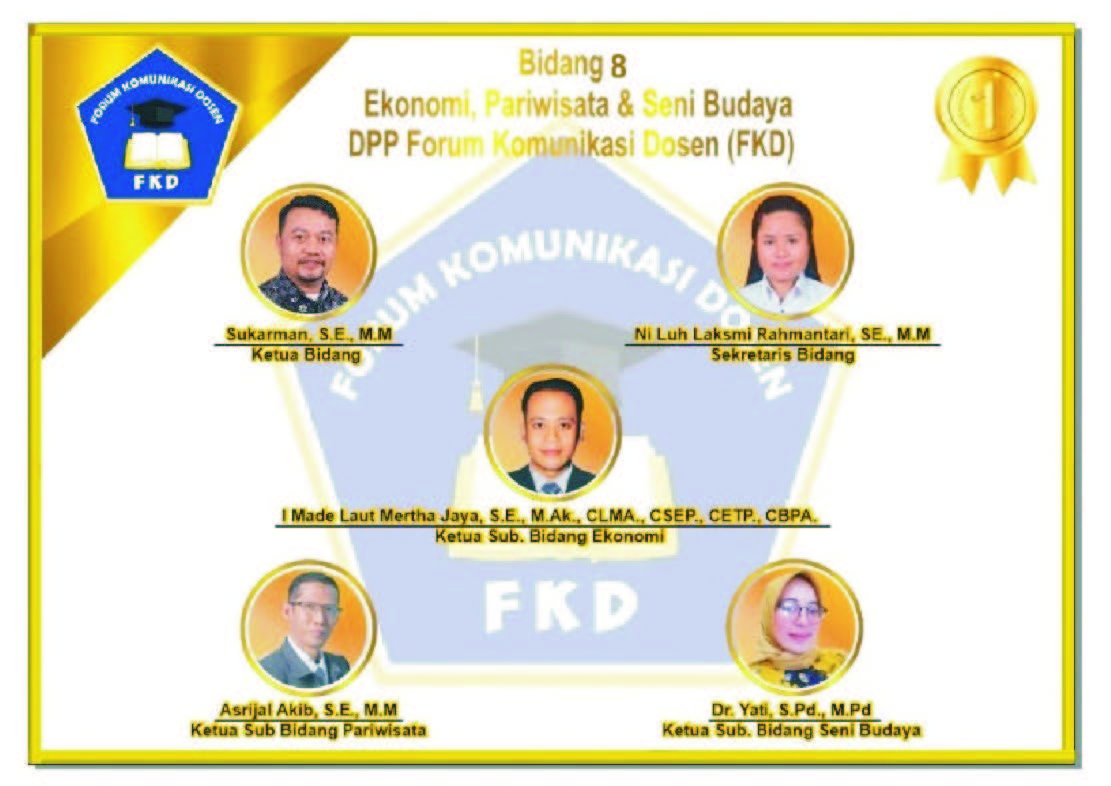 FORUM KOMUNIKASI DOSEN
FKD
Bidang 8
Ekonomi, Pariwisata & Seni Budaya
DPP Forum Komunikasi Dosen (FKD)
1
FORUM KOMUNIKASI DOSEN
Sukarman, S.E., M.M
Ketua Bidang
Ni Luh Laksmi Rahmantari, SE., M.M
Sekretaris Bidang
I Made Laut Mertha Jaya, S.E., M.Ak., CLMA., CSEP., CETP., CBPA.
Ketua Sub. Bidang Ekonomi
FKD
Asrijal Akib, S.E., M.M
Ketua Sub Bidang Pariwisata
Dr. Yati, S.Pd., M.Pd
Ketua Sub. Bidang Seni Budaya